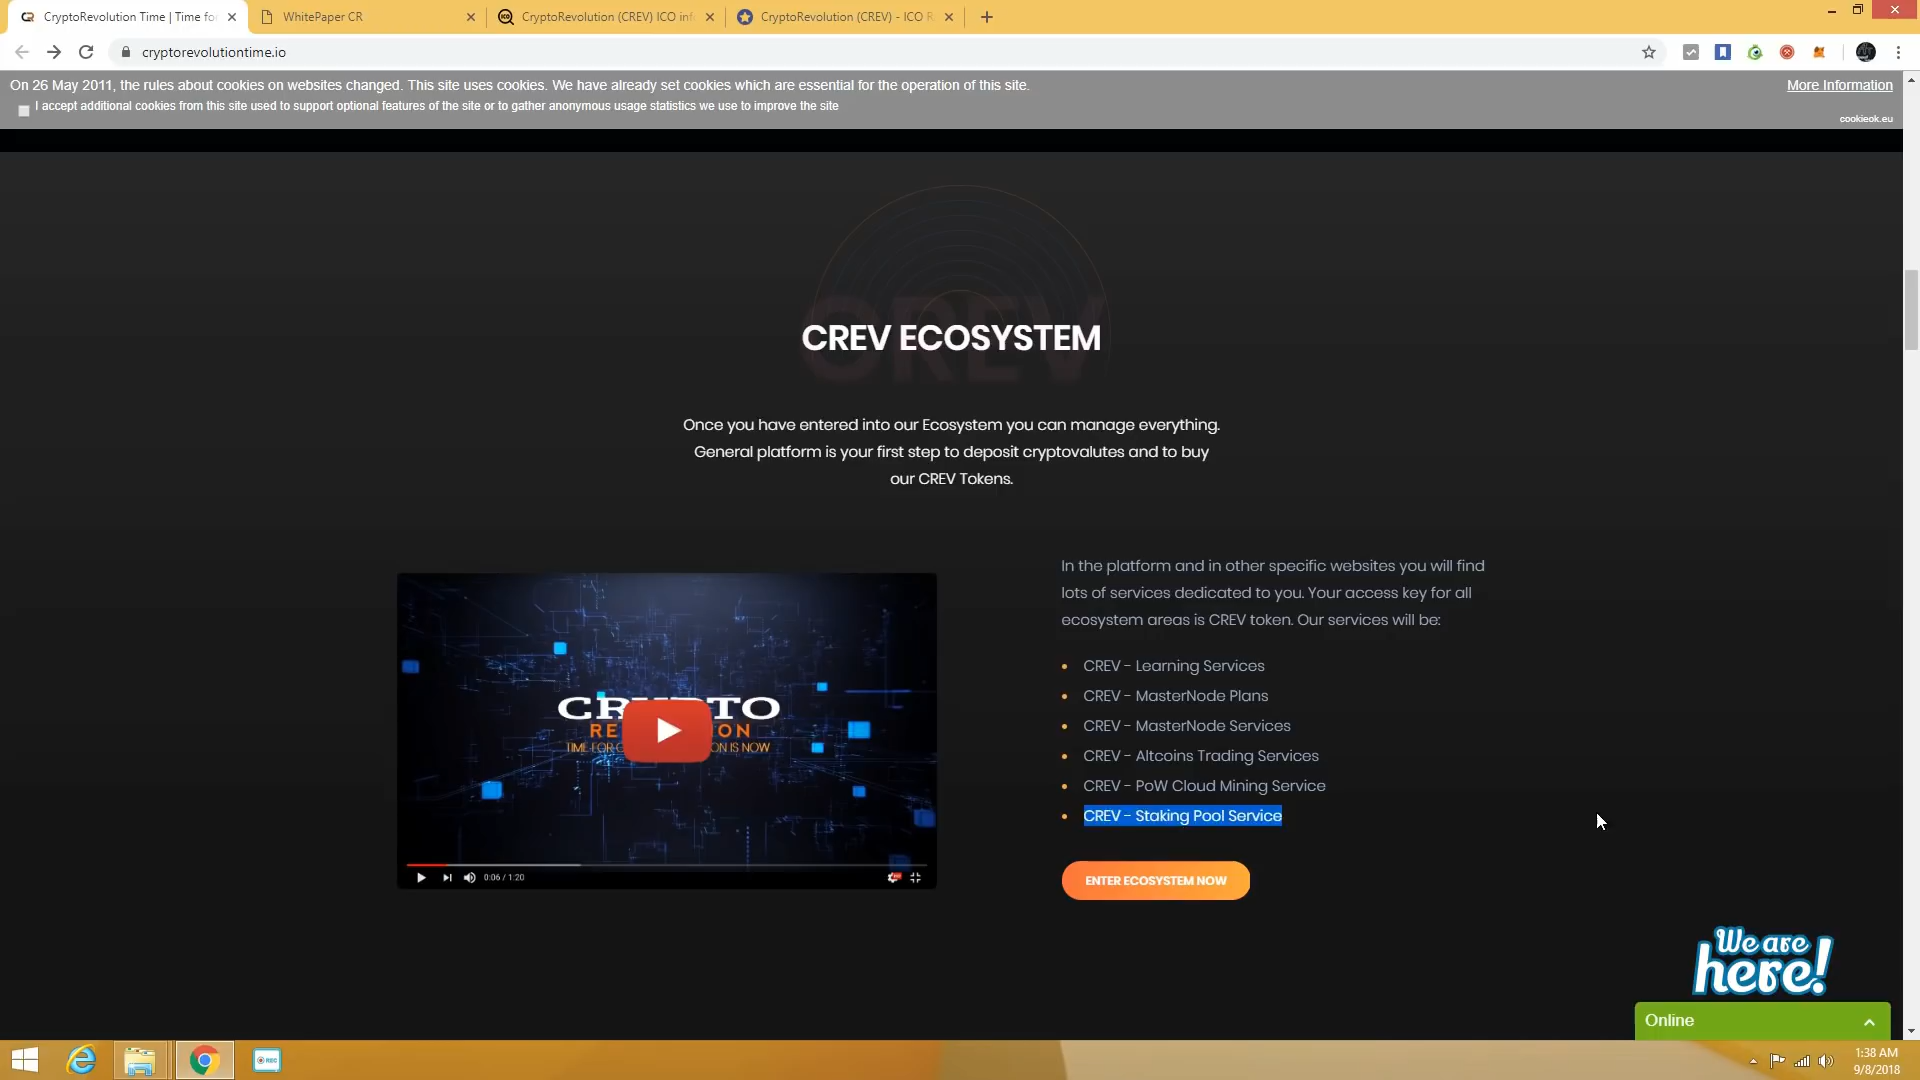 CryptoRevolution Time | Time for
WhitePaper CR
CryptoRevolution (CREV) ICO inf
CryptoRevolution (CREV) - ICO R
cryptorevolutiontime.io
On 26 May 2011, the rules about cookies on websites changed. This site uses cookies. We have already set cookies which are essential for the operation of this site.
More Information
I accept additional cookies from this site used to support optional features of the site or to gather anonymous usage statistics we use to improve the site
cookieok.eu
CREV
CREV ECOSYSTEM
Once you have entered into our Ecosystem you can manage everything.
General platform is your first step to deposit cryptovalutes and to buy
our CREV Tokens.
In the platform and in other specific websites you will find
lots of services dedicated to you. Your access key for all
ecosystem areas is CREV token. Our services will be:
CREV - Learning Services
CREV - MasterNode Plans
CREV - MasterNode Services
CREV - Altcoins Trading Services
CREV - PoW Cloud Mining Service
CREV - Staking Pool Service
ENTER ECOSYSTEM NOW
TIME FOR
ON IS NOW
0:06 / 1:20
We are
here!
Online
REC
1:38 AM
9/8/2018